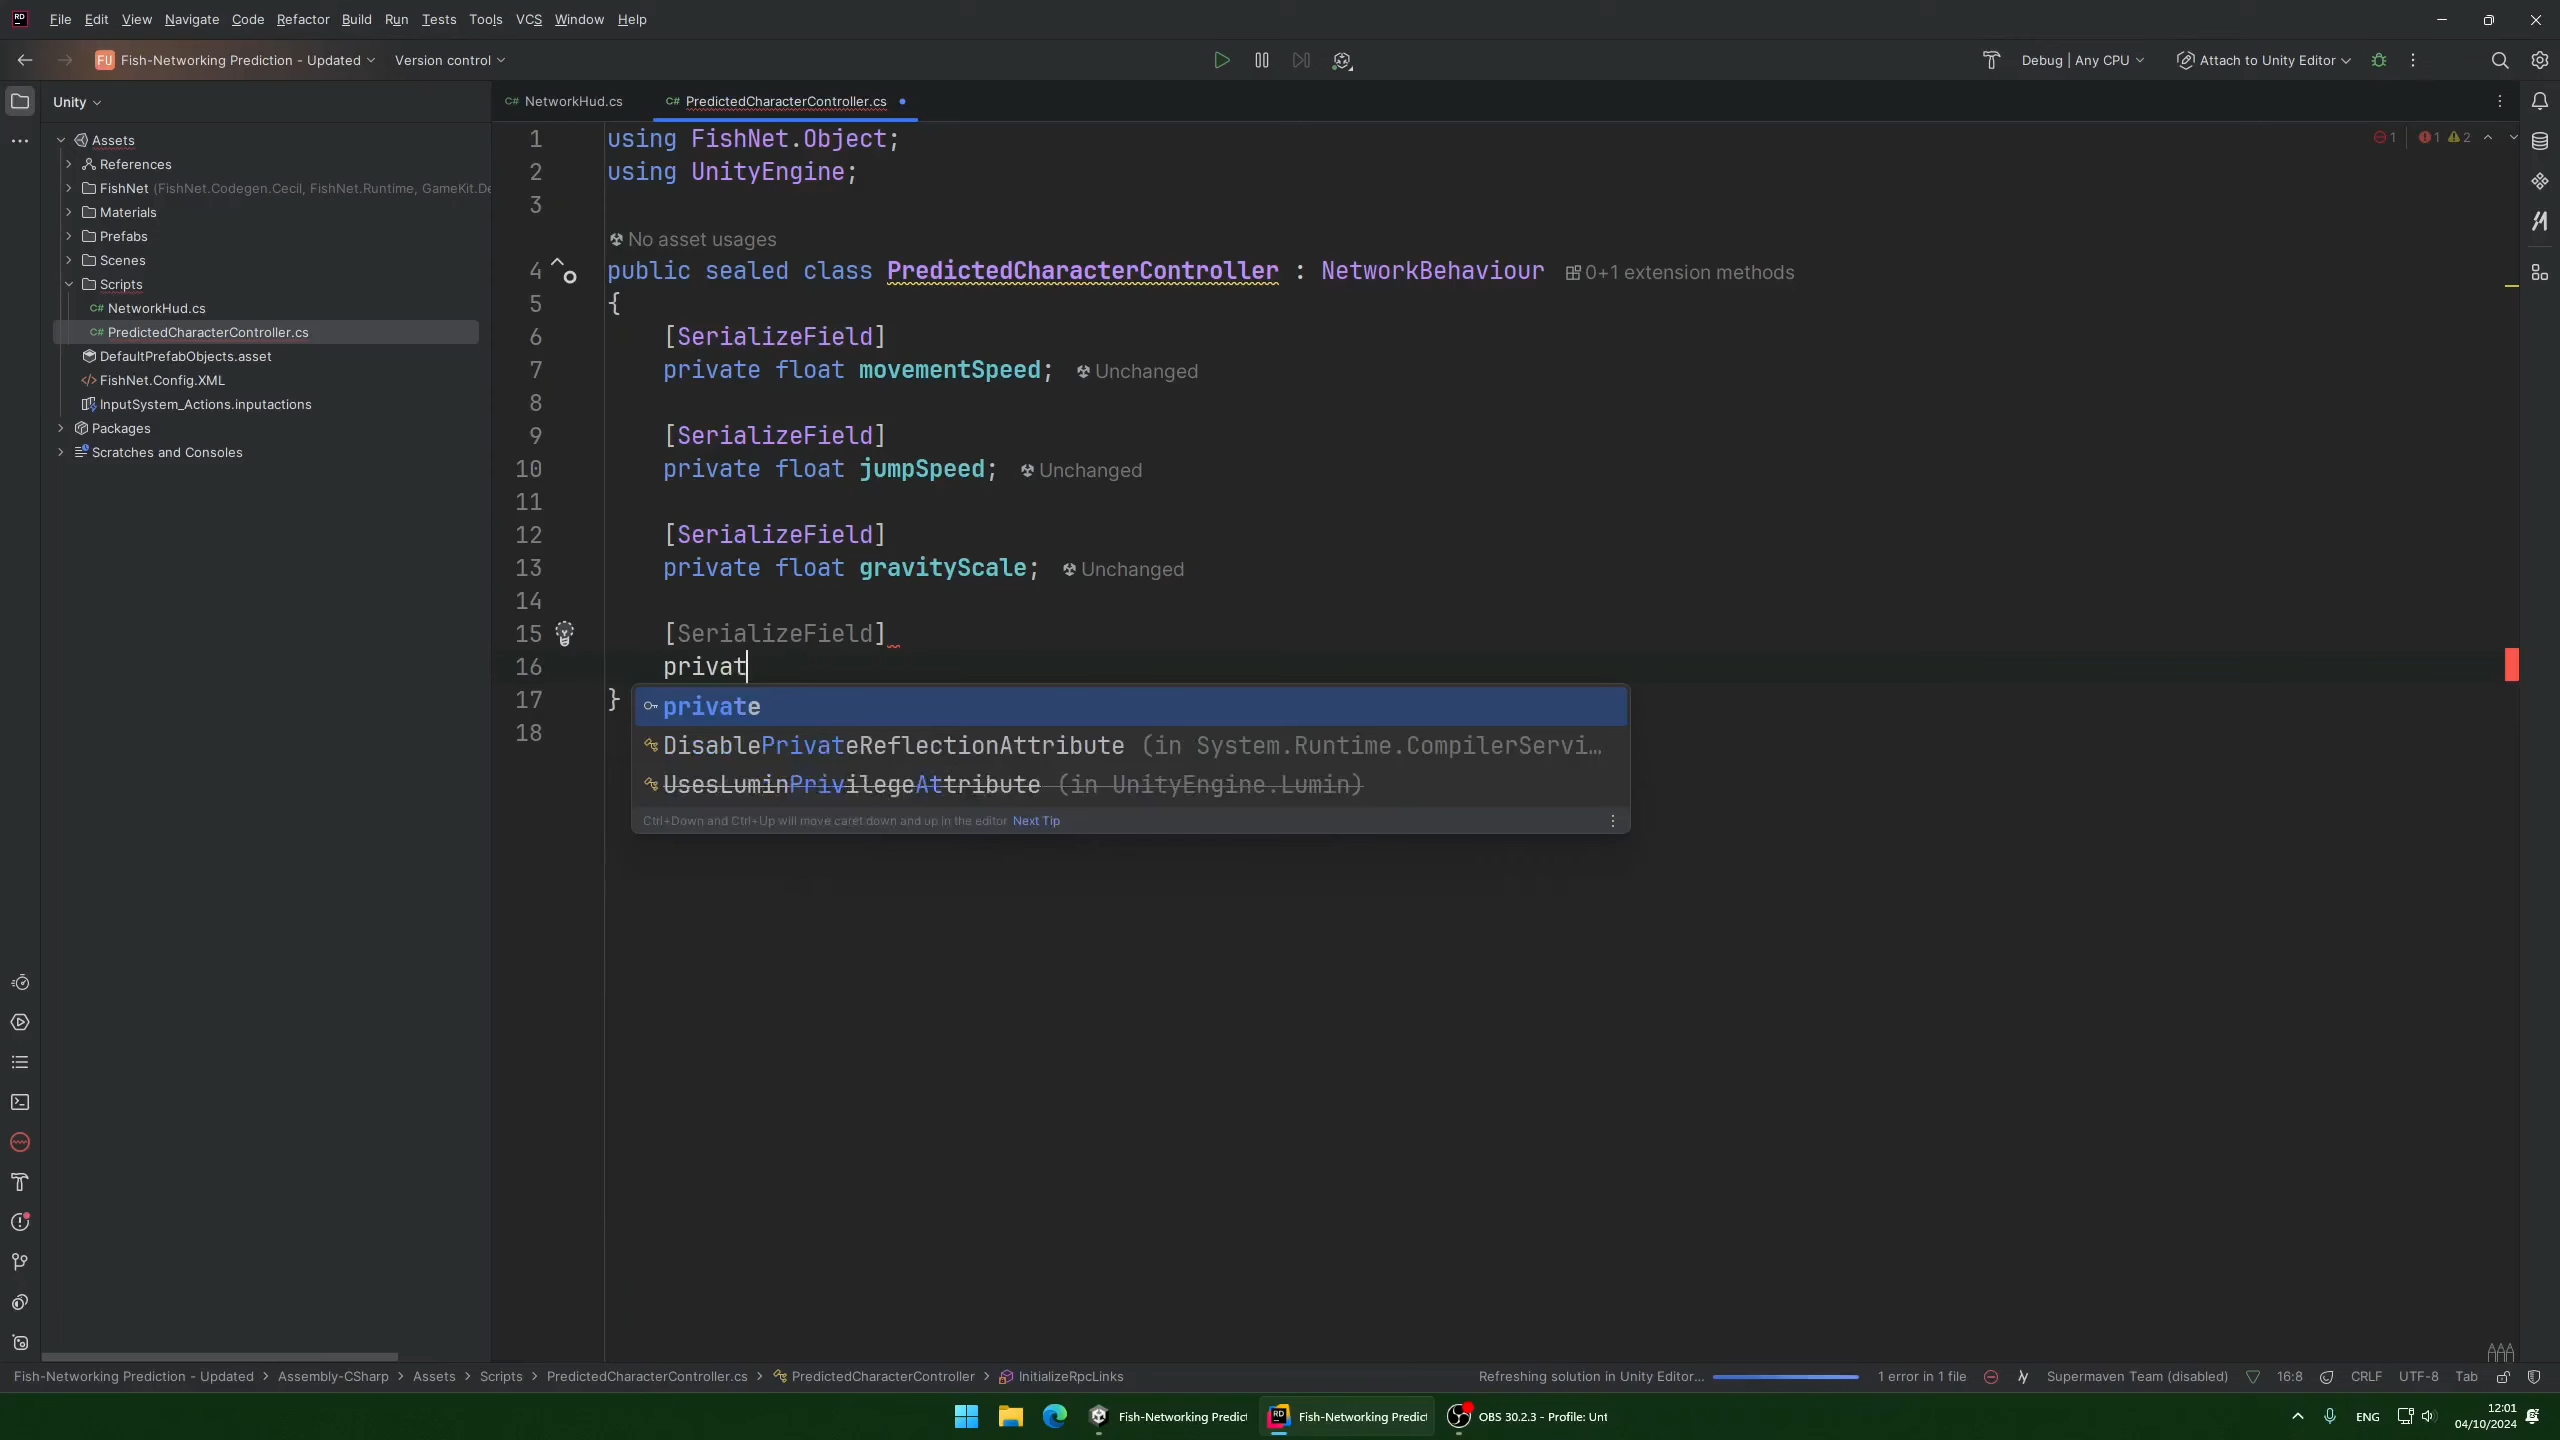 File Edit View Navigate Code Refactor Build Run Tests Tools VCS Window Help
FU Fish-Networking Prediction - Updated Version control Debug | Any CPU Attach to Unity Editor
Unity
C# NetworkHud.cs C# PredictedCharacterController.cs
Assets
References
FishNet (FishNet.Codegen.Cecil, FishNet.Runtime, GameKit.De
Materials
Prefabs
Scenes
Scripts
C# NetworkHud.cs
C# PredictedCharacterController.cs
DefaultPrefabObjects.asset
FishNet.Config.XML
InputSystem_Actions.inputactions
Packages
Scratches and Consoles
1 1 2
1 using FishNet.Object;
2 using UnityEngine;
3
No asset usages
4 public sealed class PredictedCharacterController : NetworkBehaviour 0+1 extension methods
5 {
6 [SerializeField]
7 private float movementSpeed; Unchanged
8
9 [SerializeField]
10 private float jumpSpeed; Unchanged
11
12 [SerializeField]
13 private float gravityScale; Unchanged
14
15 [SerializeField]
16 privat
17 }
18
private
DisablePrivateReflectionAttribute (in System.Runtime.CompilerServi…
UsesLuminPrivilegeAttribute (in UnityEngine.Lumin)
Ctrl+Down and Ctrl+Up will move caret down and up in the editor Next Tip
Fish-Networking Prediction - Updated > Assembly-CSharp > Assets > Scripts > PredictedCharacterController.cs > PredictedCharacterController > InitializeRpcLinks
Refreshing solution in Unity Editor... 1 error in 1 file Supermaven Team (disabled) 16:8 CRLF UTF-8 Tab
Fish-Networking Predict Fish-Networking Predict OBS 30.2.3 - Profile: Unt
ENG 12:01
04/10/2024